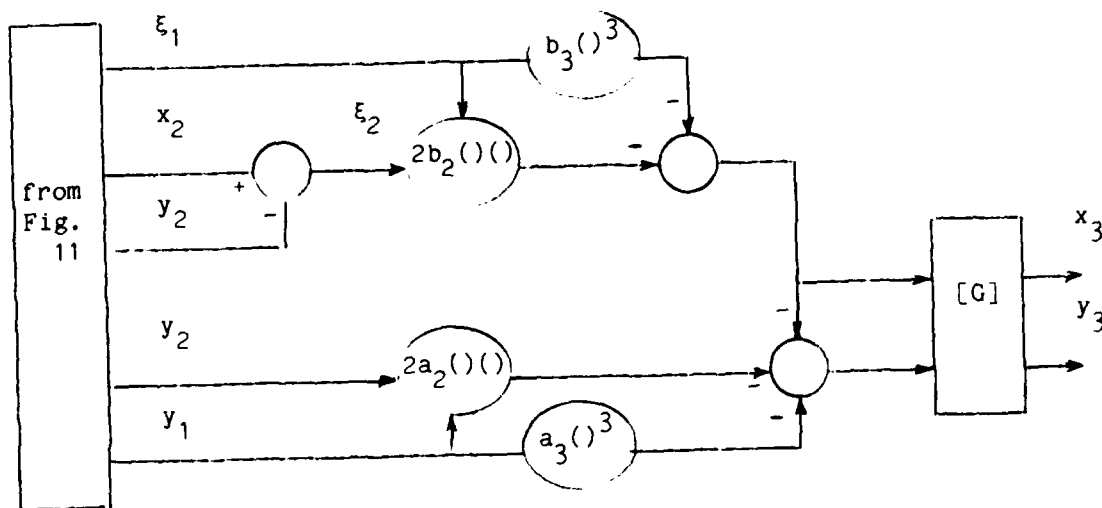 ξ₁
b₃()³
-
x₂
ξ₂
2b₂()()
-
+
from
Fig.
11
y₂
-
x₃
[G]
y₃
-
y₂
2a₂()()
-
y₁
-
a₃()³